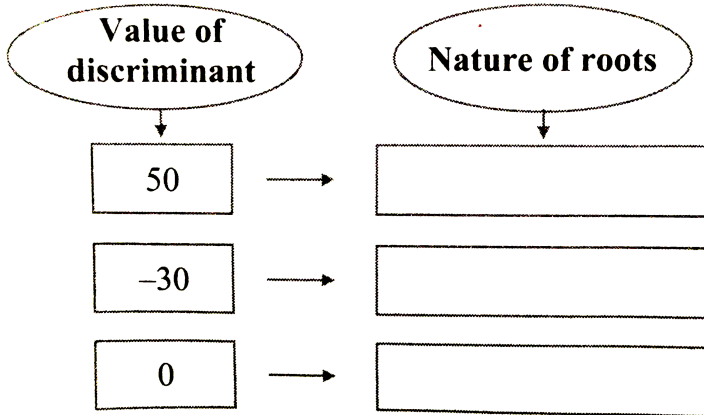 Value of
discriminant
Nature of roots
50
–30
0